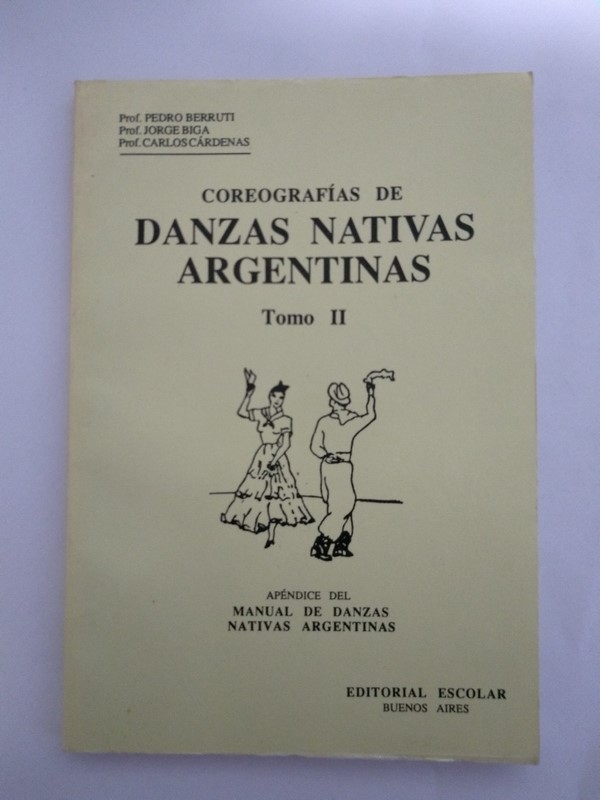 Prof. PEDRO BERRUTI
Prof. JORGE BIGA
Prof. CARLOS CÁRDENAS
COREOGRAFÍAS DE
DANZAS NATIVAS
ARGENTINAS
Tomo II
APÉNDICE DEL
MANUAL DE DANZAS
NATIVAS ARGENTINAS
EDITORIAL ESCOLAR
BUENOS AIRES